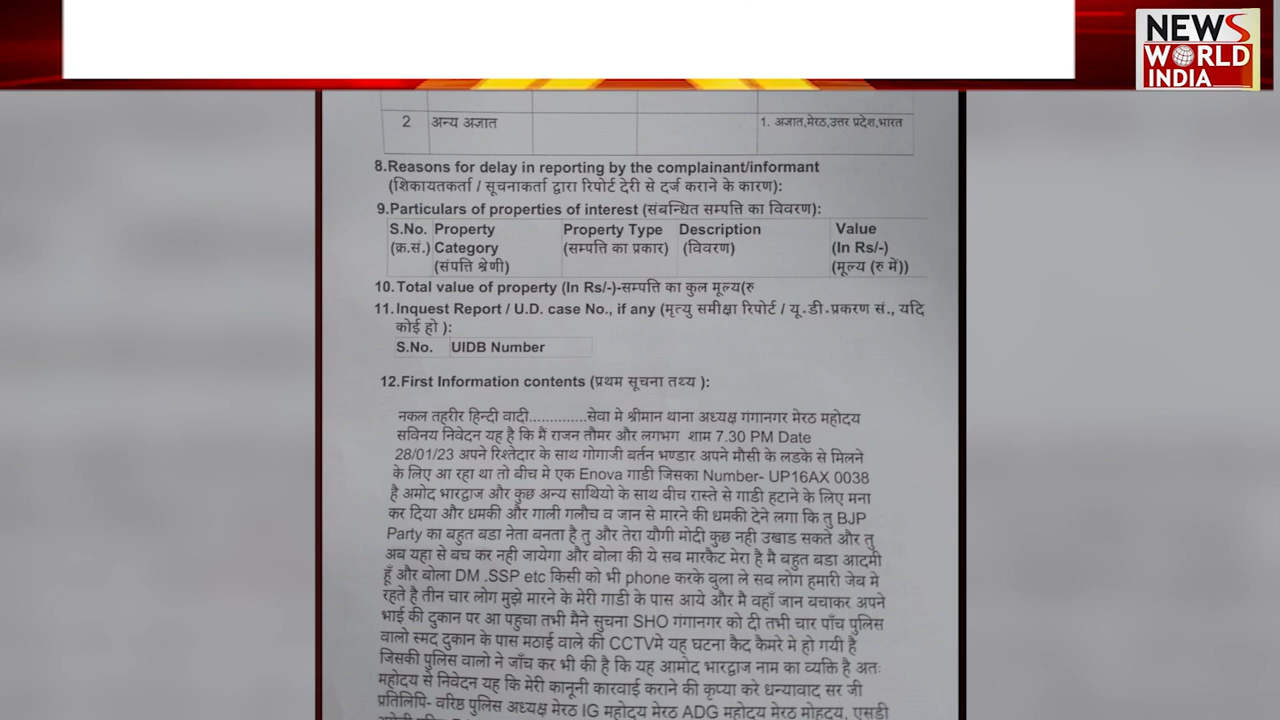 NEWS
WORLD
INDIA
2 अन्य अज्ञात 1. अज्ञात,मेरठ,उत्तर प्रदेश,भारत
8.Reasons for delay in reporting by the complainant/informant
(शिकायतकर्ता / सूचनाकर्ता द्वारा रिपोर्ट देरी से दर्ज कराने के कारण):
9.Particulars of properties of interest (संबन्धित सम्पत्ति का विवरण):
S.No. Property Property Type Description Value
(क्र.सं.) Category (सम्पत्ति का प्रकार) (विवरण) (In Rs/-)
(संपत्ति श्रेणी) (मूल्य (रु में))
10. Total value of property (In Rs/-)-सम्पत्ति का कुल मूल्य(रु
11. Inquest Report / U.D. case No., if any (मृत्यु समीक्षा रिपोर्ट / यू.डी.प्रकरण सं., यदि
कोई हो ):
S.No. UIDB Number
12.First Information contents (प्रथम सूचना तथ्य ):
नकल तहरीर हिन्दी वादी..............सेवा मे श्रीमान थाना अध्यक्ष गंगानगर मेरठ महोदय
सविनय निवेदन यह है कि मैं राजन तौमर और लगभग शाम 7.30 PM Date
28/01/23 अपने रिश्तेदार के साथ गोगाजी बर्तन भण्डार अपने मौसी के लडके से मिलने
के लिए आ रहा था तो बीच मे एक Enova गाडी जिसका Number- UP16AX 0038
है अमोद भारद्वाज और कुछ अन्य साथियो के साथ बीच रास्ते से गाडी हटाने के लिए मना
कर दिया और धमकी और गाली गलौच व जान से मारने की धमकी देने लगा कि तु BJP
Party का बहुत बडा नेता बनता है तु और तेरा योगी मोदी कुछ नही उखाड सकते और तु
अब यहा से बच कर नही जायेगा और बोला की ये सब मारकैट मेरा है मै बहुत बडा आदमी
हूँ और बोला DM .SSP etc किसी को भी phone करके बुला ले सब लोग हमारी जेब मे
रहते है तीन चार लोग मुझे मारने के मेरी गाडी के पास आये और मै वहाँ जान बचाकर अपने
भाई की दुकान पर आ पहुचा तभी मैने सुचना SHO गंगानगर को दी तभी चार पाँच पुलिस
वालो स्मद दुकान के पास मठाई वाले की CCTVमे यह घटना कैट कैमरे मे हो गयी है
जिसकी पुलिस वालो ने जाँच कर भी की है कि यह आमोद भारद्वाज नाम का व्यक्ति है अतः
महोदय से निवेदन यह कि मेरी कानूनी कारवाई कराने की कृप्या करे धन्यावाद सर जी
प्रतिलिपि- वरिष्ठ पुलिस अध्यक्ष मेरठ IG महोदय मेरठ ADG महोदय मेरठ मोहदय, एसडी